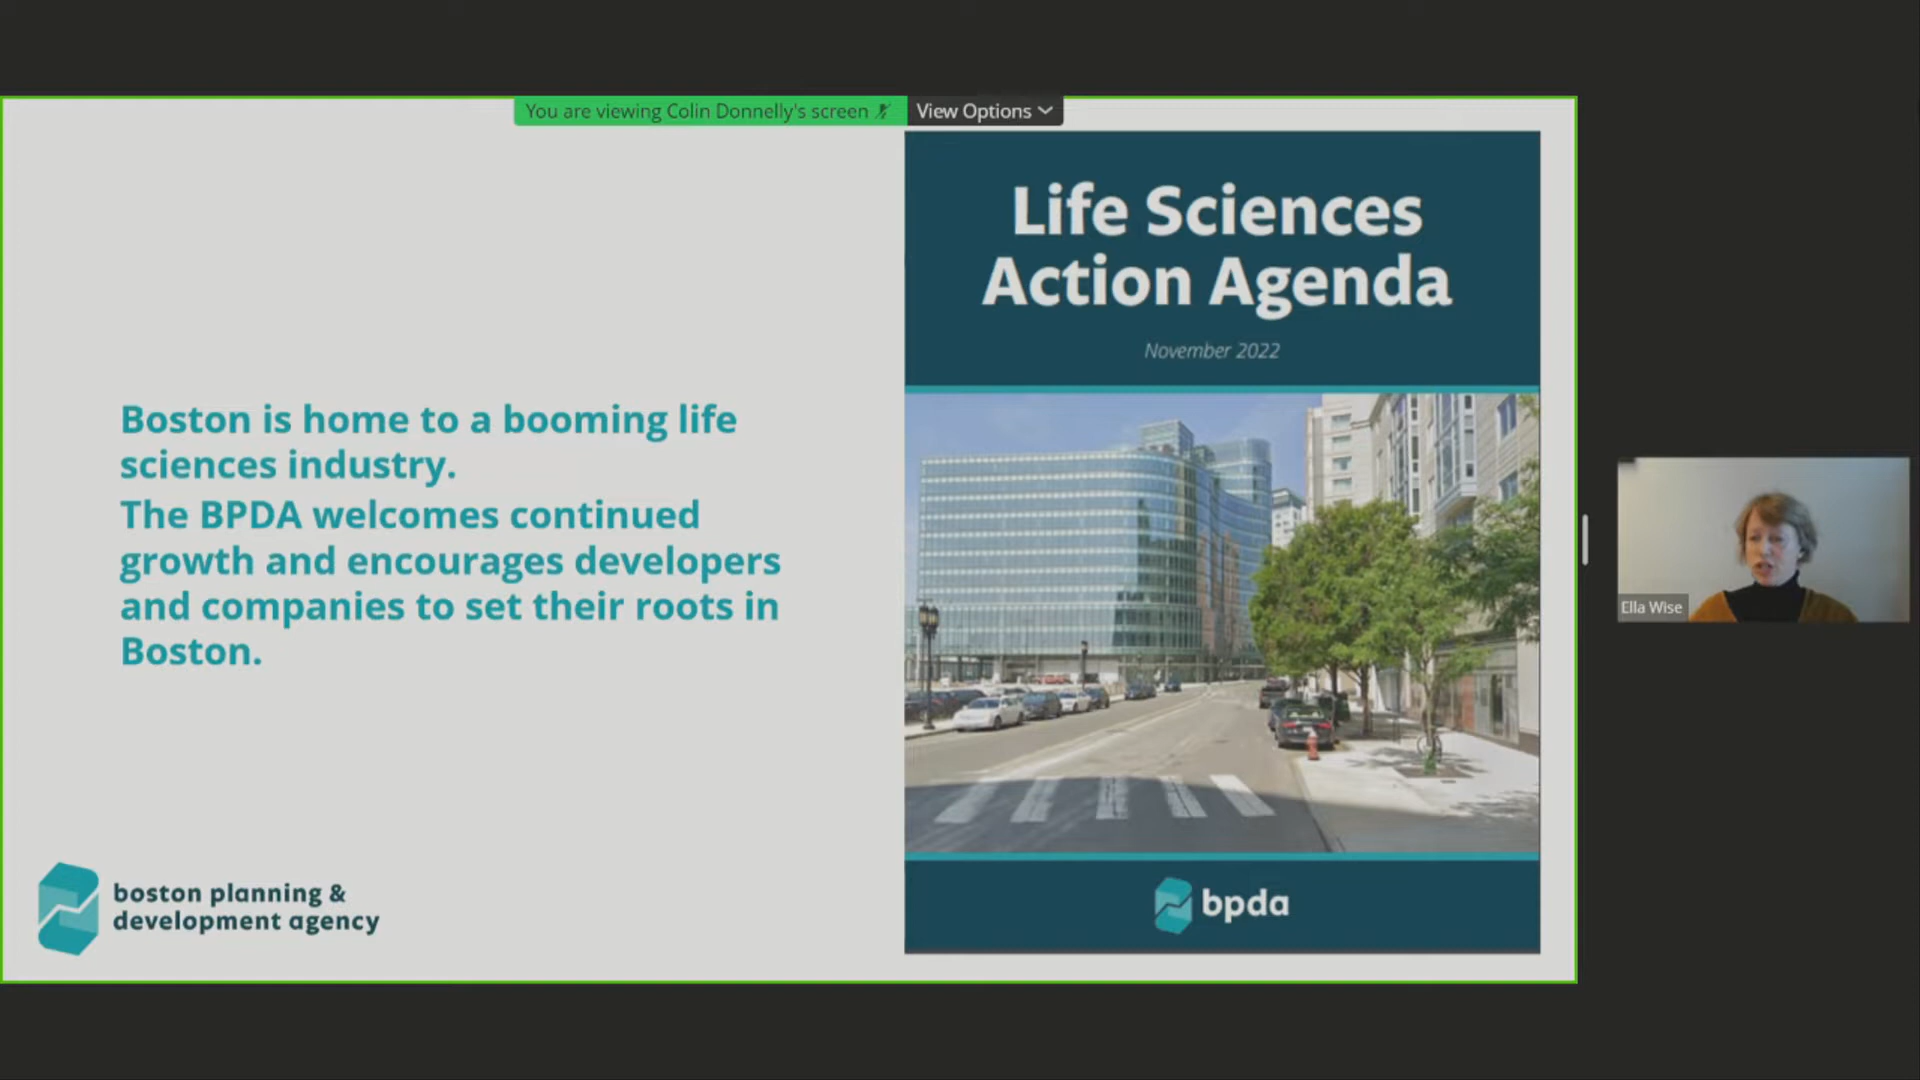 You are viewing Colin Donnelly's screen
View Options
Life Sciences
Action Agenda
November 2022
Boston is home to a booming life
sciences industry.
The BPDA welcomes continued
growth and encourages developers
and companies to set their roots in
Boston.
Ella Wise
boston planning &
development agency
bpda